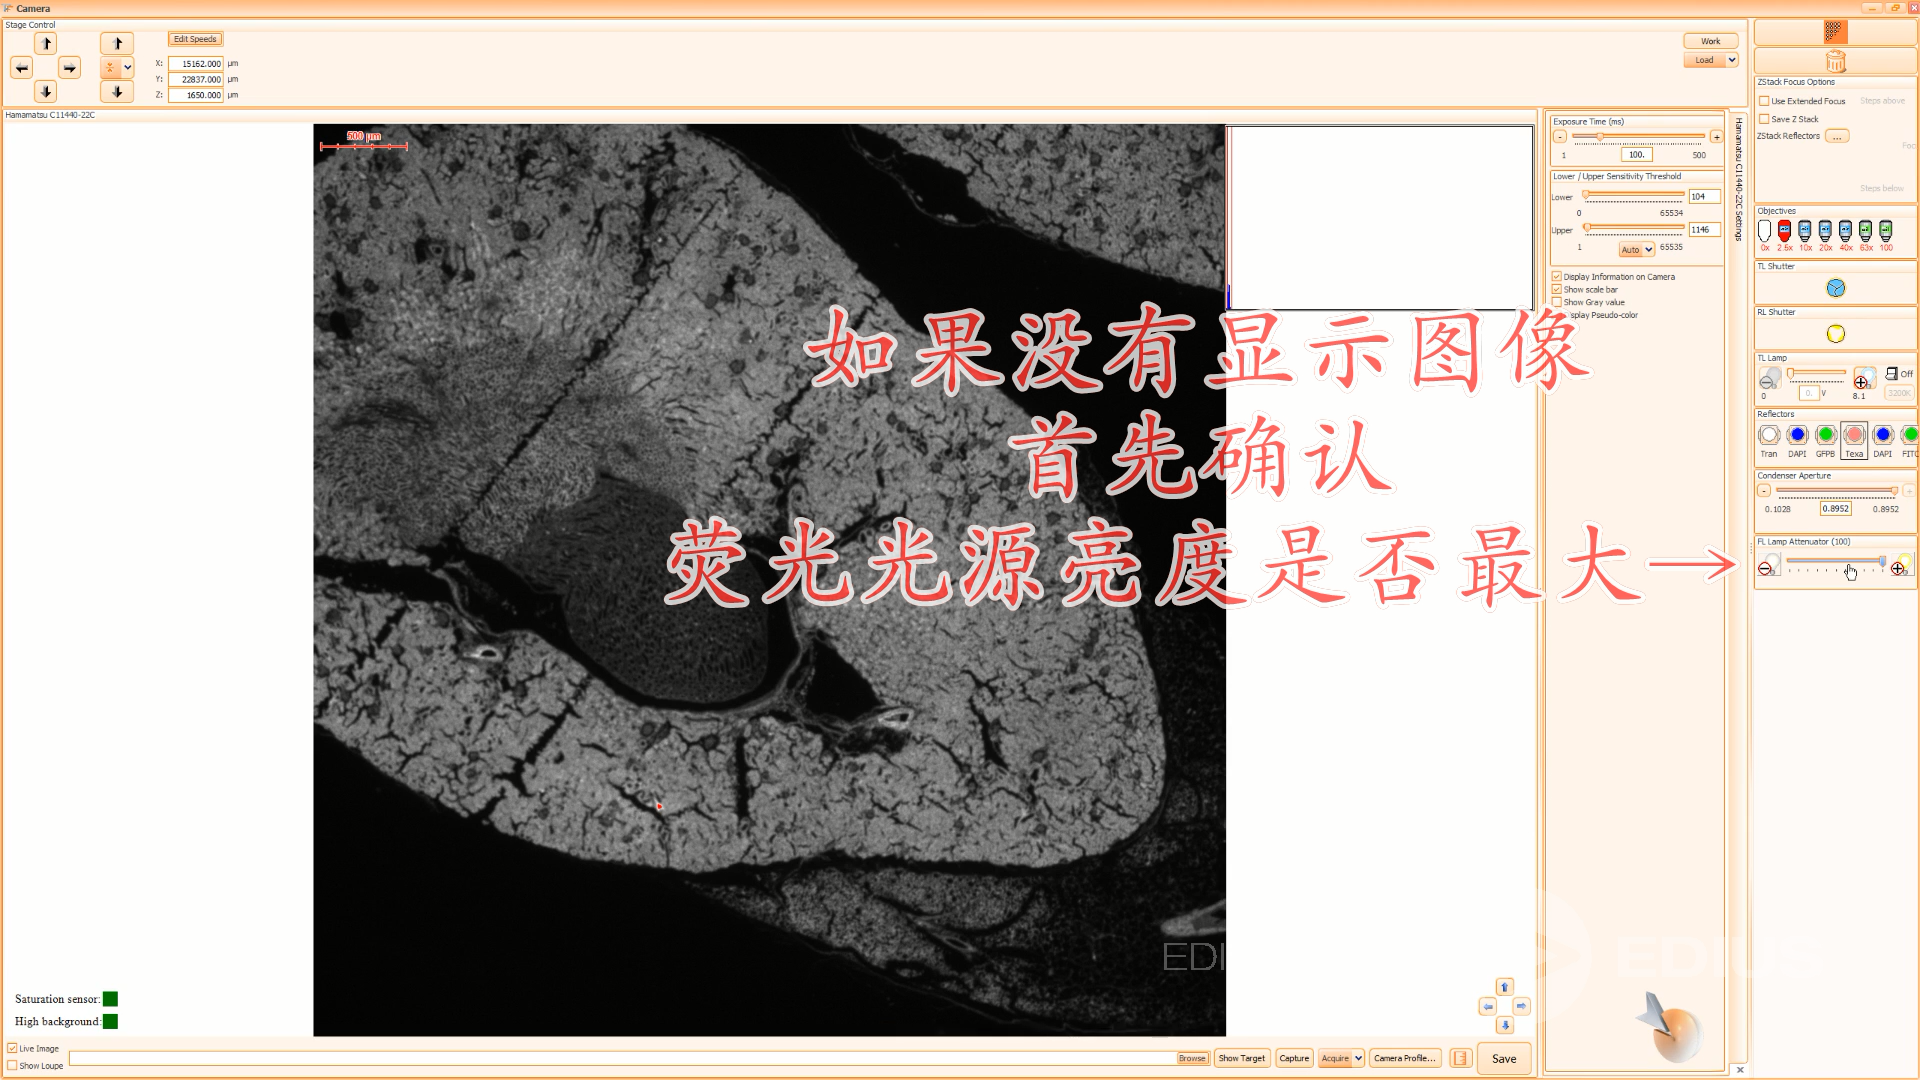 Camera
Stage Control
Edit Speeds
X: 15162.000 µm
Y: 22837.000 µm
Z: 1650.000 µm
Work
Load
Hamamatsu C11440-22C
500 µm
Exposure Time (ms)
- +
1 100. 500
Lower / Upper Sensitivity Threshold
Lower 104
0 65534
Upper 1146
1 Auto 65535
Display Information on Camera
Show scale bar
Show Gray value
Pseudo-color
Hamamatsu C11440-22C Settings
ZStack Focus Options
Use Extended Focus Steps above
Save Z Stack
ZStack Reflectors ...
Foc
Steps below
Objectives
0x 2.5x 10x 20x 40x 63x 100
TL Shutter
RL Shutter
TL Lamp
Off
0 0. V 8.1 3200K
Reflectors
Tran DAPI GFPB Texa DAPI FITC
Condenser Aperture
- +
0.1028 0.8952 0.8952
FL Lamp Attenuator (100)
如果没有显示图像
首先确认
荧光光源亮度是否最大→
EDI
EDIUS
Saturation sensor:
High background:
Live Image
Show Loupe
Browse Show Target Capture Acquire Camera Profile... Save